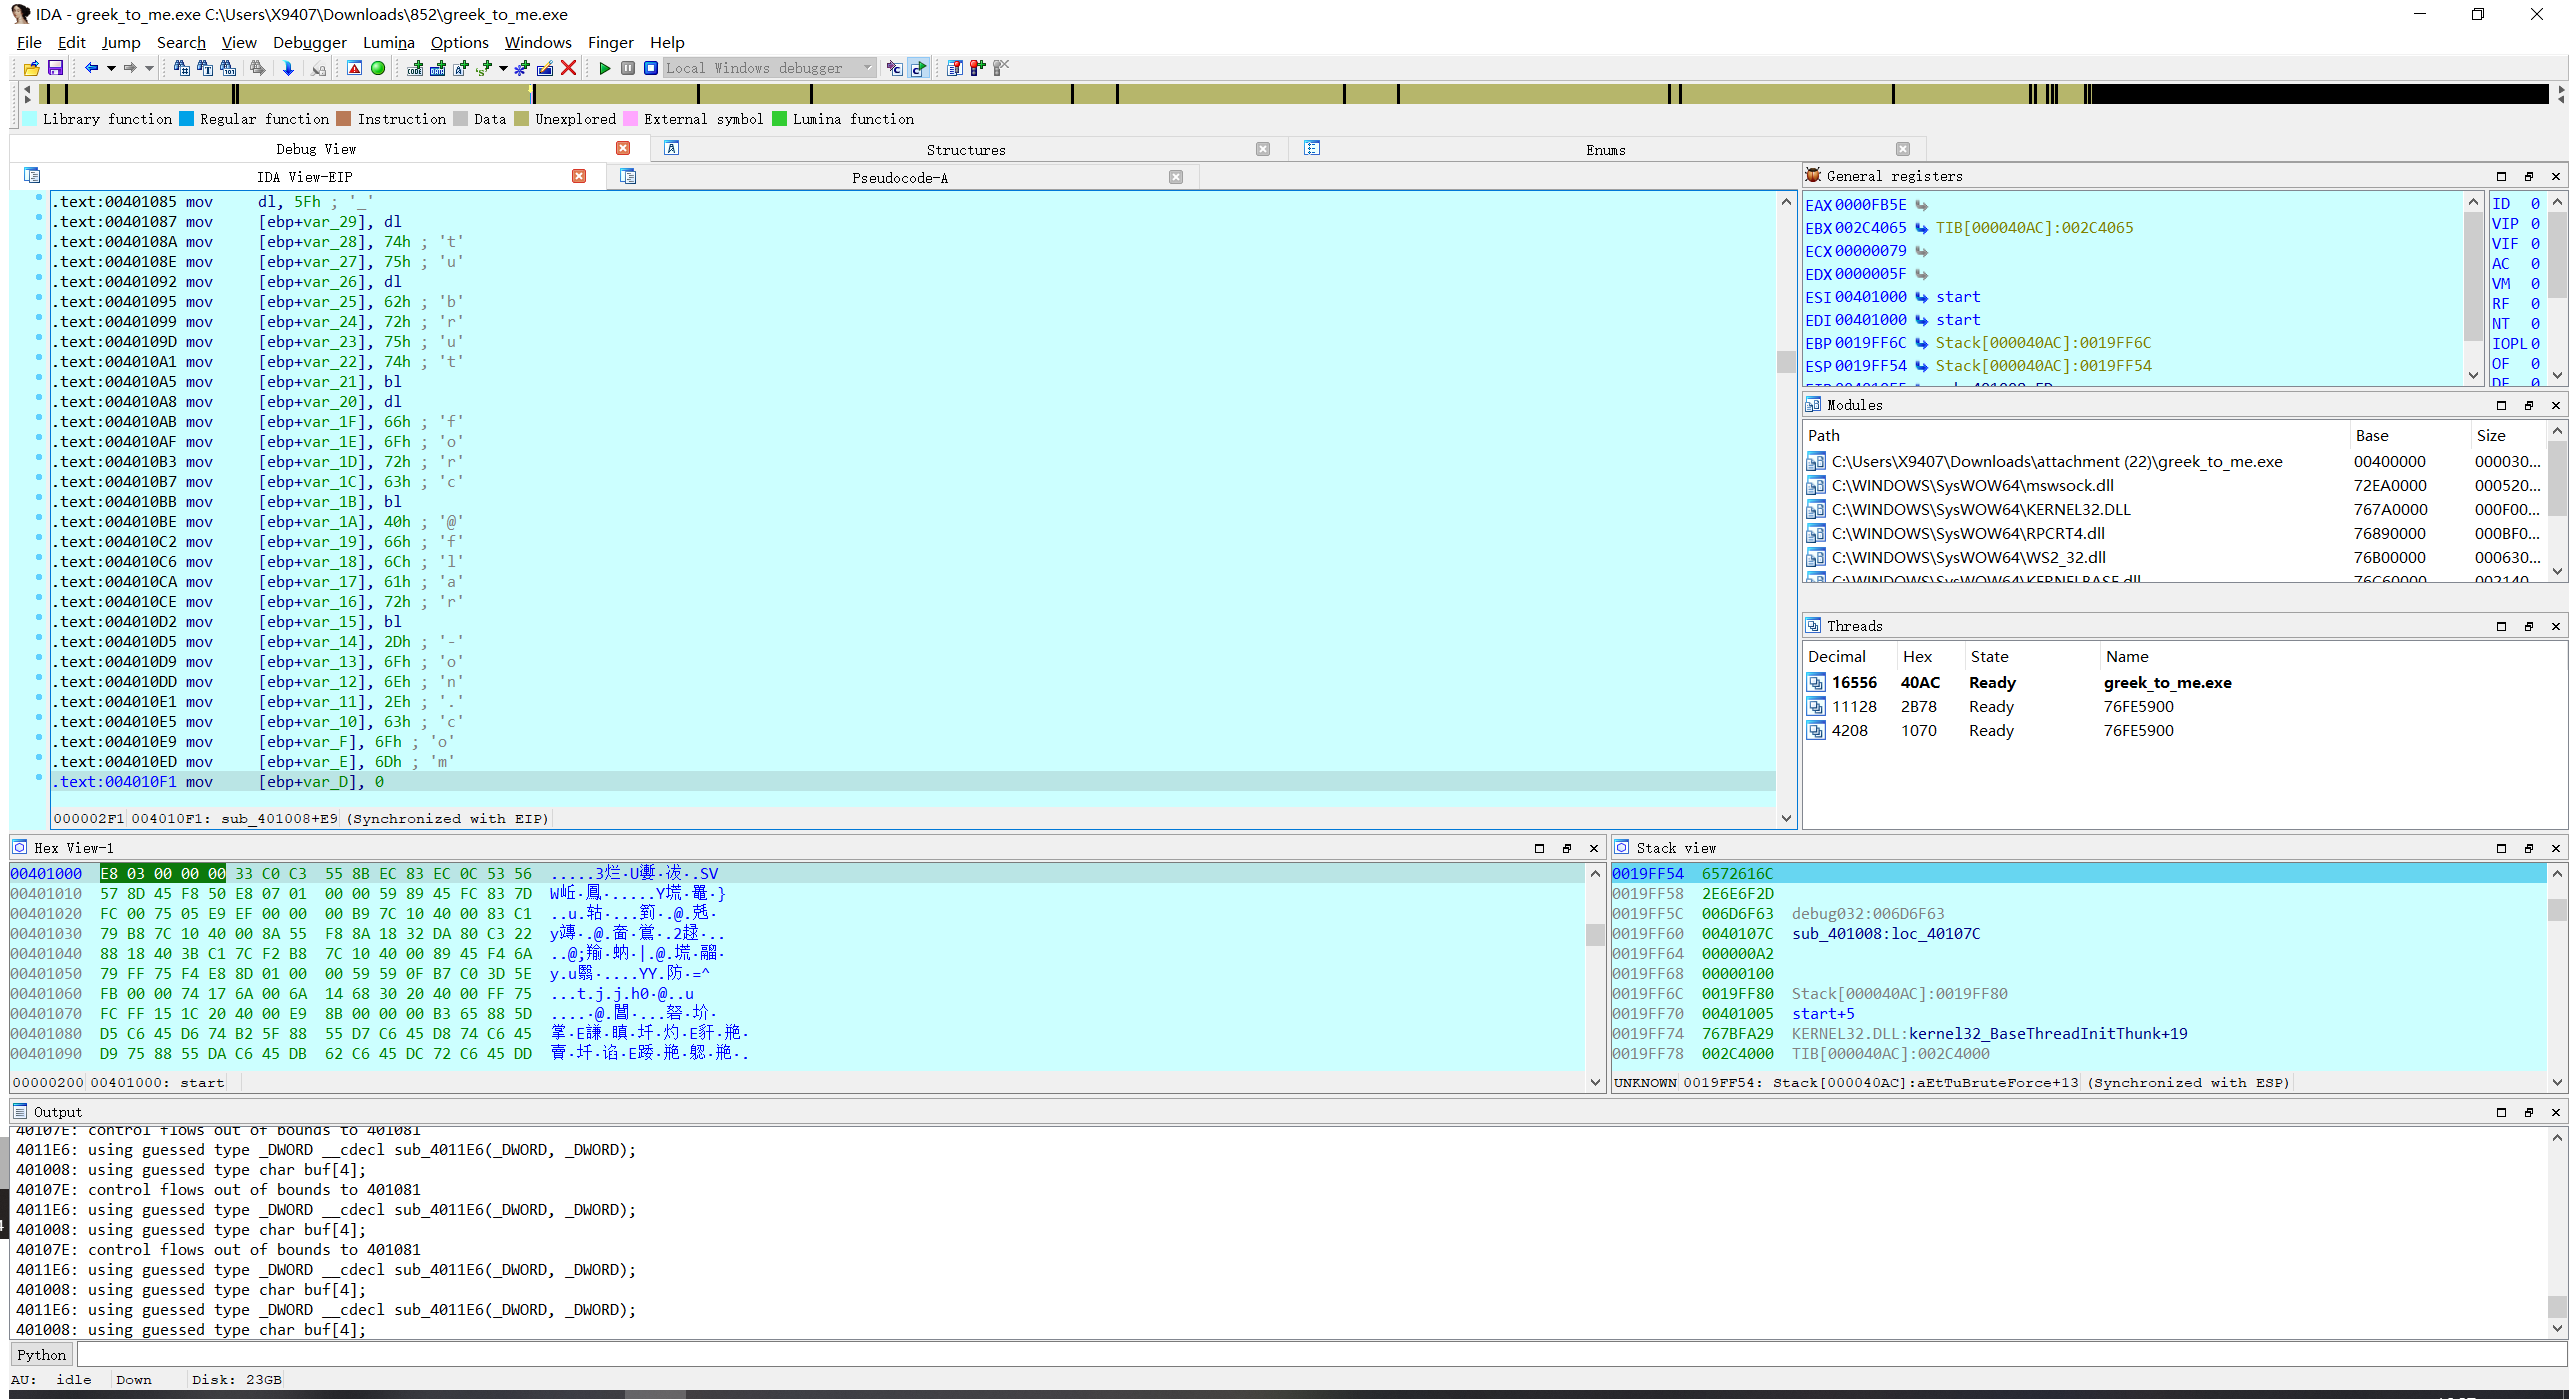 IDA - greek_to_me.exe C:\Users\X9407\Downloads\852\greek_to_me.exe
File Edit Jump Search View Debugger Lumina Options Windows Finger Help
Local Windows debugger
Library function Regular function Instruction Data Unexplored External symbol Lumina function
Debug View Structures Enums
IDA View-EIP Pseudocode-A
.text:00401085 mov dl, 5Fh ; '_'
.text:00401087 mov [ebp+var_29], dl
.text:0040108A mov [ebp+var_28], 74h ; 't'
.text:0040108E mov [ebp+var_27], 75h ; 'u'
.text:00401092 mov [ebp+var_26], dl
.text:00401095 mov [ebp+var_25], 62h ; 'b'
.text:00401099 mov [ebp+var_24], 72h ; 'r'
.text:0040109D mov [ebp+var_23], 75h ; 'u'
.text:004010A1 mov [ebp+var_22], 74h ; 't'
.text:004010A5 mov [ebp+var_21], bl
.text:004010A8 mov [ebp+var_20], dl
.text:004010AB mov [ebp+var_1F], 66h ; 'f'
.text:004010AF mov [ebp+var_1E], 6Fh ; 'o'
.text:004010B3 mov [ebp+var_1D], 72h ; 'r'
.text:004010B7 mov [ebp+var_1C], 63h ; 'c'
.text:004010BB mov [ebp+var_1B], bl
.text:004010BE mov [ebp+var_1A], 40h ; '@'
.text:004010C2 mov [ebp+var_19], 66h ; 'f'
.text:004010C6 mov [ebp+var_18], 6Ch ; 'l'
.text:004010CA mov [ebp+var_17], 61h ; 'a'
.text:004010CE mov [ebp+var_16], 72h ; 'r'
.text:004010D2 mov [ebp+var_15], bl
.text:004010D5 mov [ebp+var_14], 2Dh ; '-'
.text:004010D9 mov [ebp+var_13], 6Fh ; 'o'
.text:004010DD mov [ebp+var_12], 6Eh ; 'n'
.text:004010E1 mov [ebp+var_11], 2Eh ; '.'
.text:004010E5 mov [ebp+var_10], 63h ; 'c'
.text:004010E9 mov [ebp+var_F], 6Fh ; 'o'
.text:004010ED mov [ebp+var_E], 6Dh ; 'm'
.text:004010F1 mov [ebp+var_D], 0
000002F1 004010F1: sub_401008+E9 (Synchronized with EIP)
General registers
EAX 0000FB5E
EBX 002C4065 TIB[000040AC]:002C4065
ECX 00000079
EDX 0000005F
ESI 00401000 start
EDI 00401000 start
EBP 0019FF6C Stack[000040AC]:0019FF6C
ESP 0019FF54 Stack[000040AC]:0019FF54
ID 0
VIP 0
VIF 0
AC 0
VM 0
RF 0
NT 0
IOPL 0
OF 0
DF 0
Modules
Path Base Size
C:\Users\X9407\Downloads\attachment (22)\greek_to_me.exe 00400000 000030...
C:\WINDOWS\SysWOW64\mswsock.dll 72EA0000 000520...
C:\WINDOWS\SysWOW64\KERNEL32.DLL 767A0000 000F00...
C:\WINDOWS\SysWOW64\RPCRT4.dll 76890000 000BF0...
C:\WINDOWS\SysWOW64\WS2_32.dll 76B00000 000630...
C:\WINDOWS\SysWOW64\KERNELBASE.dll 76C60000 002140...
Threads
Decimal Hex State Name
16556 40AC Ready greek_to_me.exe
11128 2B78 Ready 76FE5900
4208 1070 Ready 76FE5900
Hex View-1
00401000 E8 03 00 00 00 33 C0 C3 55 8B EC 83 EC 0C 53 56
00401010 57 8D 45 F8 50 E8 07 01 00 00 59 89 45 FC 83 7D
00401020 FC 00 75 05 E9 EF 00 00 00 B9 7C 10 40 00 83 C1
00401030 79 B8 7C 10 40 00 8A 55 F8 8A 18 32 DA 80 C3 22
00401040 88 18 40 3B C1 7C F2 B8 7C 10 40 00 89 45 F4 6A
00401050 79 FF 75 F4 E8 8D 01 00 00 59 59 0F B7 C0 3D 5E
00401060 FB 00 00 74 17 6A 00 6A 14 68 30 20 40 00 FF 75
00401070 FC FF 15 1C 20 40 00 E9 8B 00 00 00 B3 65 88 5D
00401080 D5 C6 45 D6 74 B2 5F 88 55 D7 C6 45 D8 74 C6 45
00401090 D9 75 88 55 DA C6 45 DB 62 C6 45 DC 72 C6 45 DD
00000200 00401000: start
Stack view
0019FF54 6572616C
0019FF58 2E6E6F2D
0019FF5C 006D6F63 debug032:006D6F63
0019FF60 0040107C sub_401008:loc_40107C
0019FF64 000000A2
0019FF68 00000100
0019FF6C 0019FF80 Stack[000040AC]:0019FF80
0019FF70 00401005 start+5
0019FF74 767BFA29 KERNEL32.DLL:kernel32_BaseThreadInitThunk+19
0019FF78 002C4000 TIB[000040AC]:002C4000
UNKNOWN 0019FF54: Stack[000040AC]:aEtTuBruteForce+13 (Synchronized with ESP)
Output
40107E: control flows out of bounds to 401081
4011E6: using guessed type _DWORD __cdecl sub_4011E6(_DWORD, _DWORD);
401008: using guessed type char buf[4];
40107E: control flows out of bounds to 401081
4011E6: using guessed type _DWORD __cdecl sub_4011E6(_DWORD, _DWORD);
401008: using guessed type char buf[4];
40107E: control flows out of bounds to 401081
4011E6: using guessed type _DWORD __cdecl sub_4011E6(_DWORD, _DWORD);
401008: using guessed type char buf[4];
4011E6: using guessed type _DWORD __cdecl sub_4011E6(_DWORD, _DWORD);
401008: using guessed type char buf[4];
Python
AU: idle Down Disk: 23GB